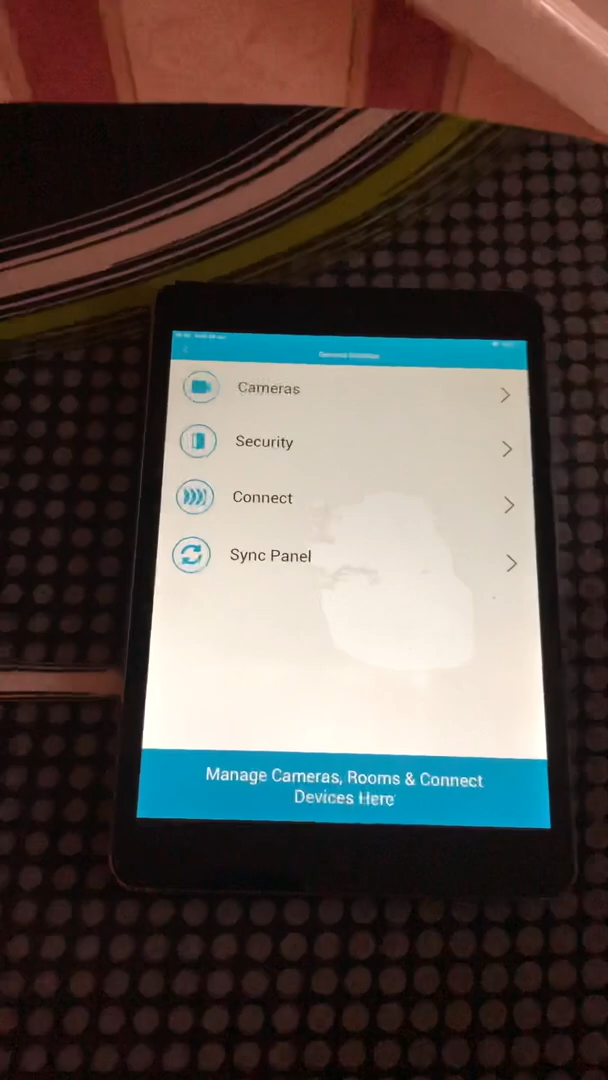 Cameras
Security
Connect
Sync Panel
Manage Cameras, Rooms & Connect
Devices Here